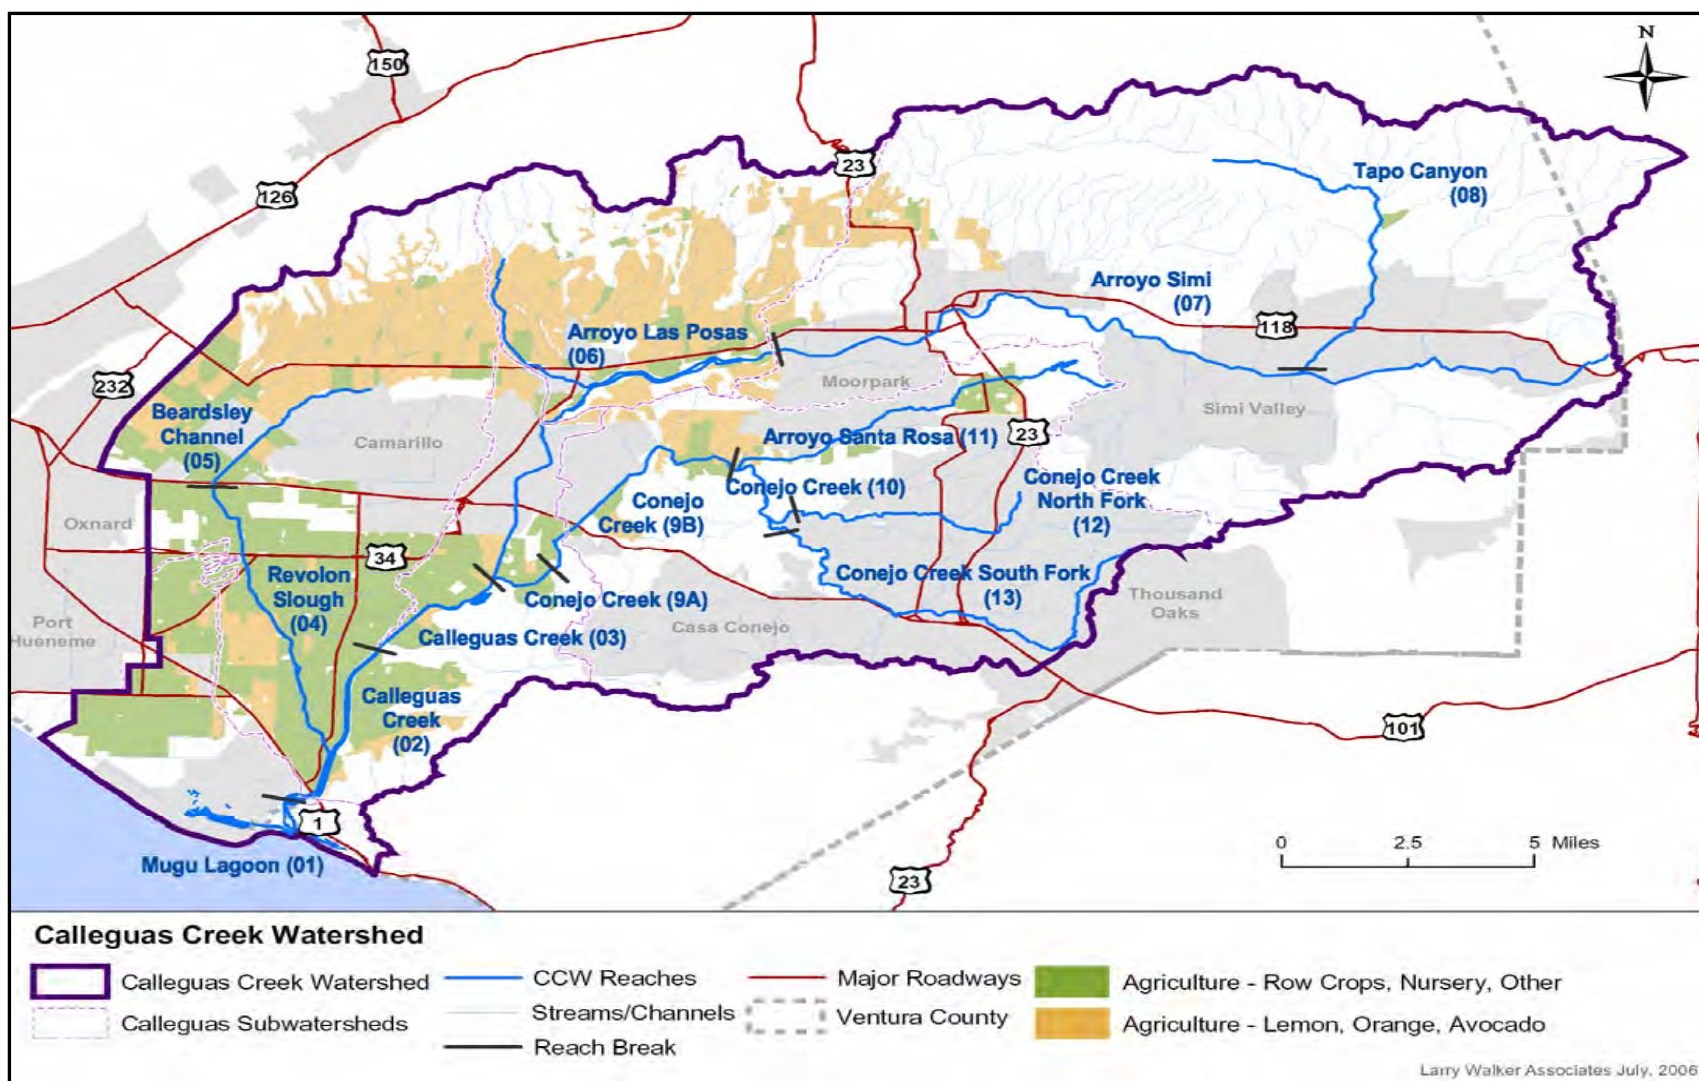 N
150
23
126
Tapo Canyon
(08)
Arroyo Simi
(07)
118
Arroyo Las Posas
(06)
232
Moorpark
Simi Valley
Beardsley
Channel
(05)
Camarillo
23
Arroyo Santa Rosa (11)
Conejo Creek (10)
Conejo Creek
North Fork
(12)
Conejo
Creek (9B)
Oxnard
34
Revolon
Slough
(04)
Conejo Creek South Fork
(13)
Conejo Creek (9A)
Thousand
Oaks
Port
Hueneme
Casa Conejo
Calleguas Creek (03)
Calleguas
Creek
(02)
101
1
0 2.5 5 Miles
Mugu Lagoon (01)
23
Calleguas Creek Watershed
Calleguas Creek Watershed
Calleguas Subwatersheds
CCW Reaches
Streams/Channels
Reach Break
Major Roadways
Ventura County
Agriculture - Row Crops, Nursery, Other
Agriculture - Lemon, Orange, Avocado
Larry Walker Associates July, 2006